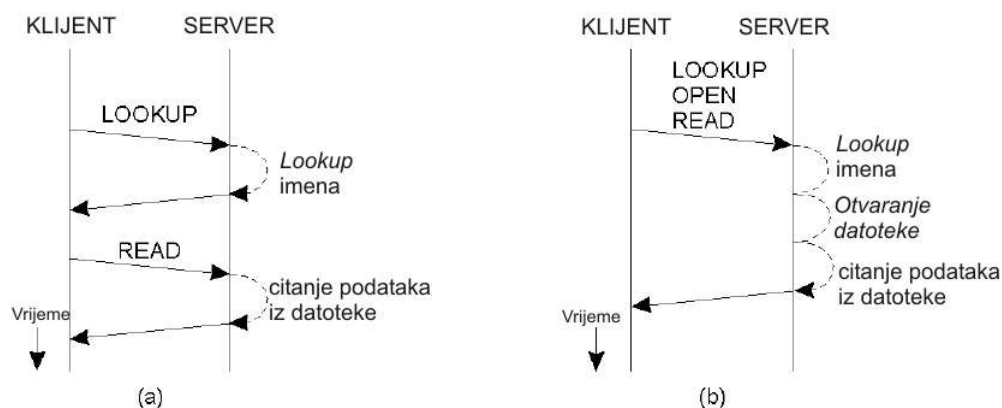 KLIJENT SERVER
LOOKUP
Lookup
imena
READ
citanje podataka
iz datoteke
Vrijeme
(a)
KLIJENT SERVER
LOOKUP
OPEN
READ
Lookup
imena
Otvaranje
datoteke
citanje podataka
iz datoteke
Vrijeme
(b)